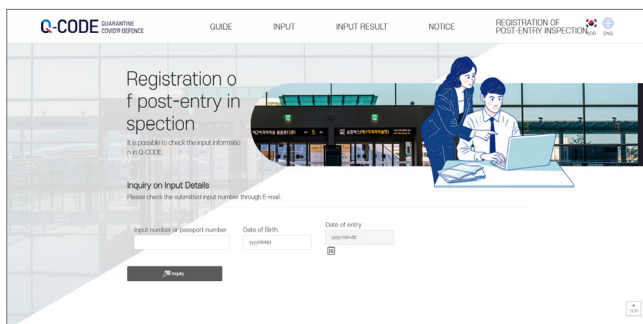 Q-CODE QUARANTINE COVID19 DEFENCE
GUIDE
INPUT
INPUT RESULT
NOTICE
REGISTRATION OF
POST-ENTRY INSPECTION
KOR ENG
Registration o
f post-entry in
spection
It is possible to check the input informatio
n in Q-CODE.
5
Inquiry on Input Details
Please check the submitted input number through E-mail.
Input number or passport number
Date of Birth
Date of entry
yyyyMMdd
yyyy-mm-dd
Inquiry
TOP